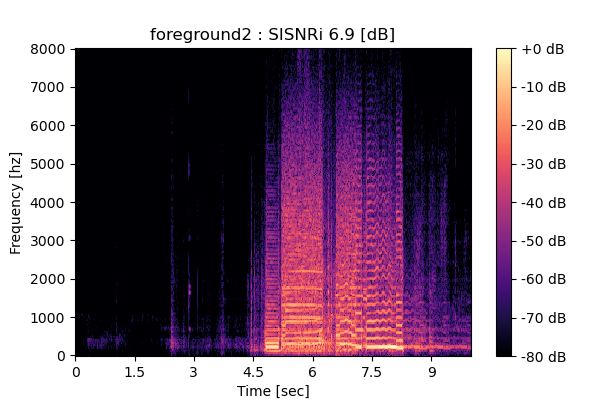 foreground2 : SISNRi 6.9 [dB]
8000
7000
6000
5000
4000
3000
2000
1000
0
Frequency [hz]
0 1.5 3 4.5 6 7.5 9
Time [sec]
+0 dB
-10 dB
-20 dB
-30 dB
-40 dB
-50 dB
-60 dB
-70 dB
-80 dB